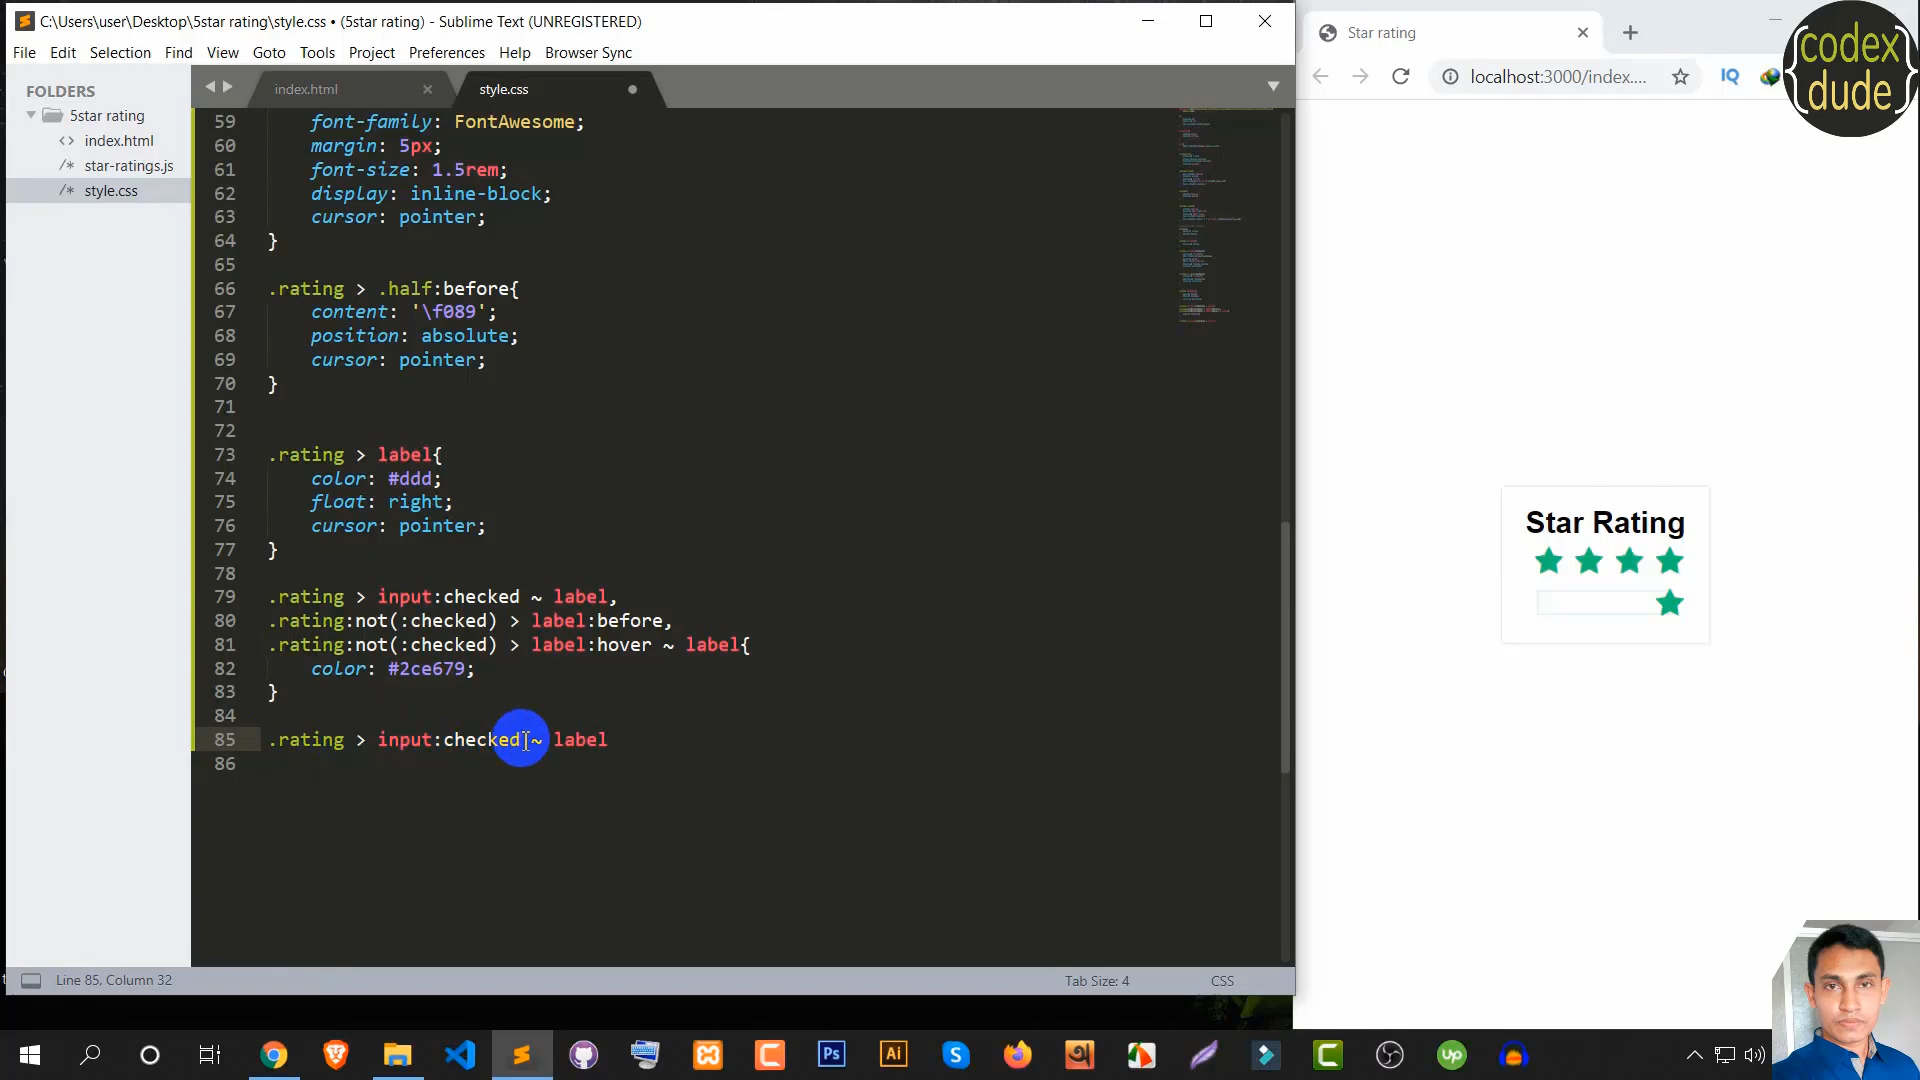 C:\Users\user\Desktop\5star rating\style.css • (5star rating) - Sublime Text (UNREGISTERED)
File Edit Selection Find View Goto Tools Project Preferences Help Browser Sync
FOLDERS
5star rating
<> index.html
/* star-ratings.js
/* style.css
index.html
style.css
59 font-family: FontAwesome;
60 margin: 5px;
61 font-size: 1.5rem;
62 display: inline-block;
63 cursor: pointer;
64 }
65
66 .rating > .half:before{
67 content: '\f089';
68 position: absolute;
69 cursor: pointer;
70 }
71
72
73 .rating > label{
74 color: #ddd;
75 float: right;
76 cursor: pointer;
77 }
78
79 .rating > input:checked ~ label,
80 .rating:not(:checked) > label:before,
81 .rating:not(:checked) > label:hover ~ label{
82 color: #2ce679;
83 }
84
85 .rating > input:checked ~ label
86
Line 85, Column 32
Tab Size: 4
CSS
Star rating
localhost:3000/index....
IQ
{codex
dude}
Star Rating
Ps
Ai
S
C
up